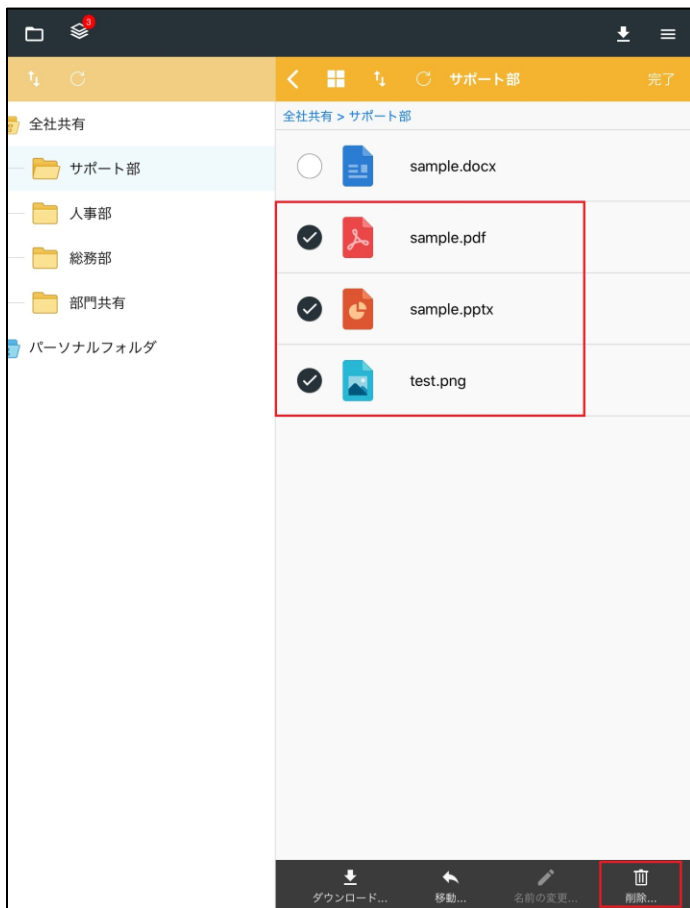 3
サポート部
完了
全社共有
サポート部
人事部
総務部
部門共有
パーソナルフォルダ
全社共有 > サポート部
sample.docx
sample.pdf
sample.pptx
test.png
ダウンロード...
移動...
名前の変更...
削除...